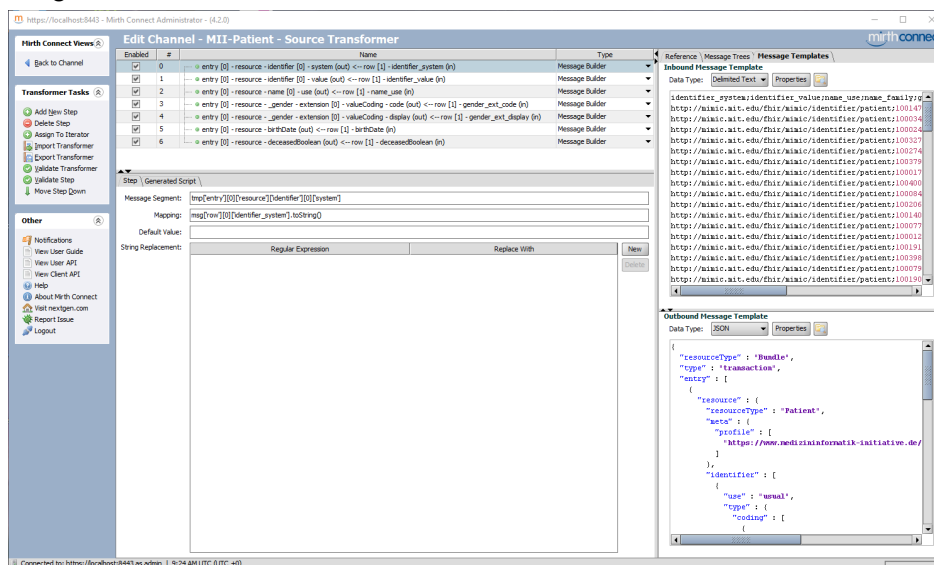 https://localhost:8443 - Mirth Connect Administrator - (4.2.0)
Mirth Connect Views
Back to Channel
Transformer Tasks
Add New Step
Delete Step
Assign To Iterator
Import Transformer
Export Transformer
Validate Transformer
Validate Step
Move Step Down
Other
Notifications
View User Guide
View User API
View Client API
Help
About Mirth Connect
Visit nextgen.com
Report Issue
Logout
Edit Channel - MII-Patient - Source Transformer
mirth connec
Enabled # Name Type
0 entry [0] - resource - identifier [0] - system (out) <-- row [1] - identifier_system (in) Message Builder
1 entry [0] - resource - identifier [0] - value (out) <-- row [1] - identifier_value (in) Message Builder
2 entry [0] - resource - name [0] - use (out) <-- row [1] - name_use (in) Message Builder
3 entry [0] - resource - _gender - extension [0] - valueCoding - code (out) <-- row [1] - gender_ext_code (in) Message Builder
4 entry [0] - resource - _gender - extension [0] - valueCoding - display (out) <-- row [1] - gender_ext_display (in) Message Builder
5 entry [0] - resource - birthDate (out) <-- row [1] - birthDate (in) Message Builder
6 entry [0] - resource - deceasedBoolean (out) <-- row [1] - deceasedBoolean (in) Message Builder
Step Generated Script
Message Segment: tmp['entry'][0]['resource']['identifier'][0]['system']
Mapping: msg['row'][0]['identifier_system'].toString()
Default Value:
String Replacement: Regular Expression Replace With New
Delete
Reference Message Trees Message Templates
Inbound Message Template
Data Type: Delimited Text Properties
identifier_system;identifier_value;name_use;name_family;g
http://mimic.mit.edu/fhir/mimic/identifier/patient;100147
http://mimic.mit.edu/fhir/mimic/identifier/patient;100034
http://mimic.mit.edu/fhir/mimic/identifier/patient;100024
http://mimic.mit.edu/fhir/mimic/identifier/patient;100327
http://mimic.mit.edu/fhir/mimic/identifier/patient;100274
http://mimic.mit.edu/fhir/mimic/identifier/patient;100379
http://mimic.mit.edu/fhir/mimic/identifier/patient;100017
http://mimic.mit.edu/fhir/mimic/identifier/patient;100400
http://mimic.mit.edu/fhir/mimic/identifier/patient;100084
http://mimic.mit.edu/fhir/mimic/identifier/patient;100206
http://mimic.mit.edu/fhir/mimic/identifier/patient;100140
http://mimic.mit.edu/fhir/mimic/identifier/patient;100077
http://mimic.mit.edu/fhir/mimic/identifier/patient;100012
http://mimic.mit.edu/fhir/mimic/identifier/patient;100191
http://mimic.mit.edu/fhir/mimic/identifier/patient;100398
http://mimic.mit.edu/fhir/mimic/identifier/patient;100079
http://mimic.mit.edu/fhir/mimic/identifier/patient;100190
Outbound Message Template
Data Type: JSON Properties
{
"resourceType" : "Bundle",
"type" : "transaction",
"entry" : [
{
"resource" : {
"resourceType" : "Patient",
"meta" : {
"profile" : [
"https://www.medizininformatik-initiative.de/
]
},
"identifier" : [
{
"use" : "usual",
"type" : {
"coding" : [
{
Connected to: https://localhost:8443 as admin | 9:24 AM UTC (UTC +0)